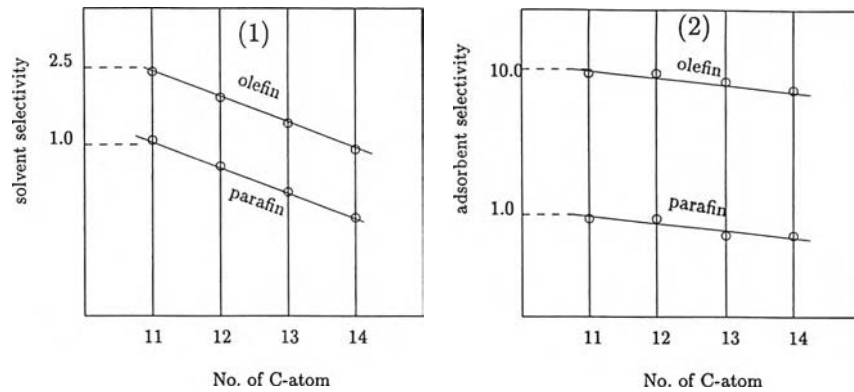 (1)
solvent selectivity
2.5
1.0
olefin
parafin
11 12 13 14
No. of C-atom
(2)
adsorbent selectivity
10.0
1.0
olefin
parafin
11 12 13 14
No. of C-atom